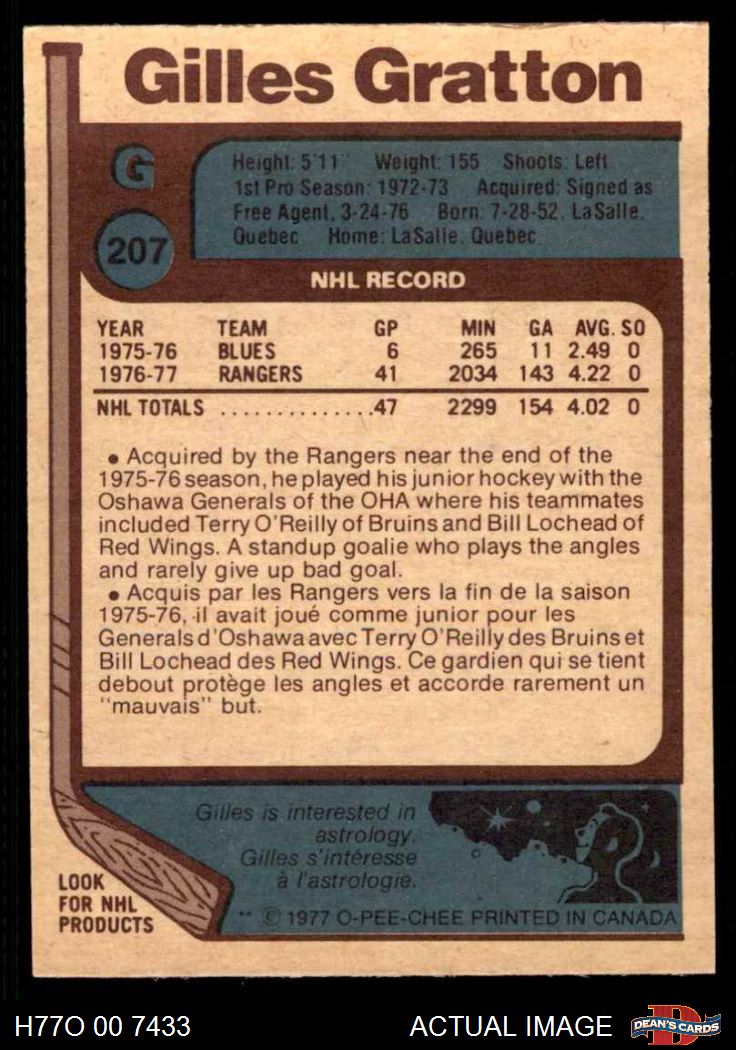 Gilles Gratton
G
Height: 5'11" Weight: 155 Shoots: Left
1st Pro Season: 1972-73 Acquired: Signed as
Free Agent, 3-24-76 Born: 7-28-52, LaSalle,
Quebec Home: LaSalle, Quebec
207
NHL RECORD
YEAR TEAM GP MIN GA AVG. SO
1975-76 BLUES 6 265 11 2.49 0
1976-77 RANGERS 41 2034 143 4.22 0
NHL TOTALS ..............47 2299 154 4.02 0
• Acquired by the Rangers near the end of the
1975-76 season, he played his junior hockey with the
Oshawa Generals of the OHA where his teammates
included Terry O'Reilly of Bruins and Bill Lochead of
Red Wings. A standup goalie who plays the angles
and rarely give up bad goal.
• Acquis par les Rangers vers la fin de la saison
1975-76, il avait joué comme junior pour les
Generals d'Oshawa avec Terry O'Reilly des Bruins et
Bill Lochead des Red Wings. Ce gardien qui se tient
debout protège les angles et accorde rarement un
"mauvais" but.
Gilles is interested in
astrology.
Gilles s'intéresse
à l'astrologie.
LOOK
FOR NHL
PRODUCTS
** © 1977 O-PEE-CHEE PRINTED IN CANADA
H77O 00 7433 ACTUAL IMAGE DEAN'S CARDS